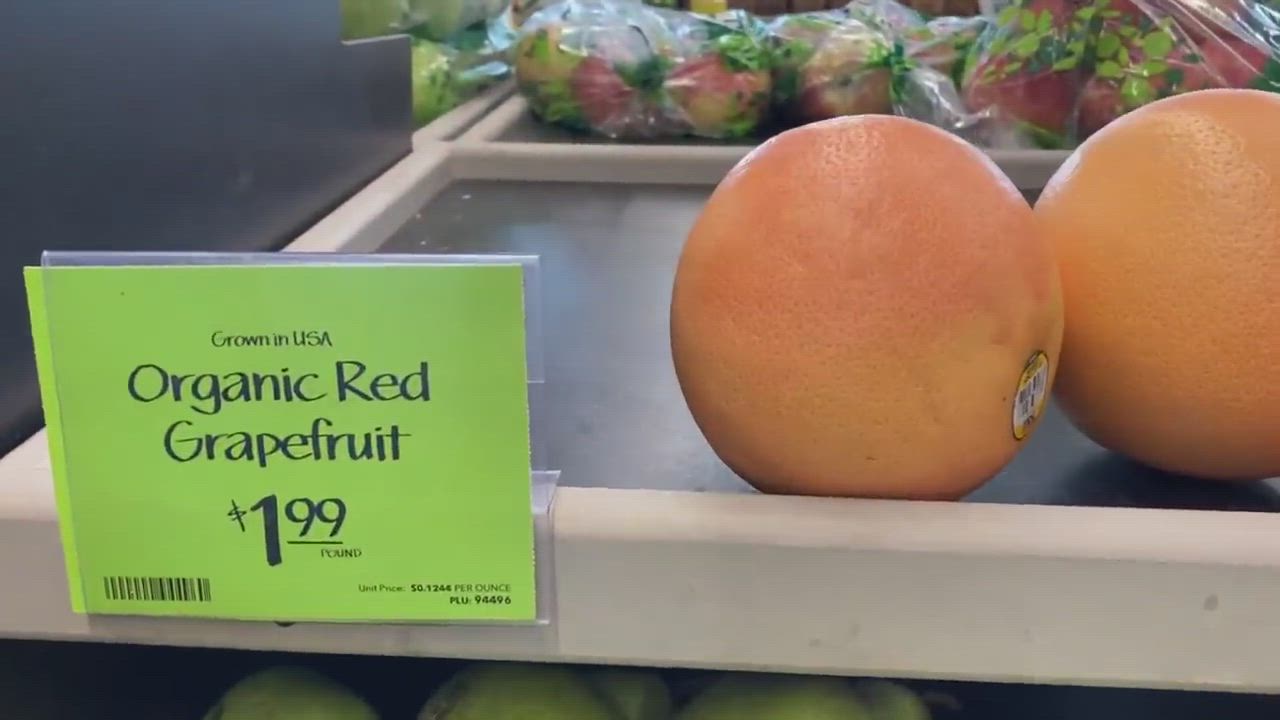 Grown in USA
Organic Red
Grapefruit
$1.99
POUND
Unit Price: $0.1244 PER OUNCE
PLU: 94496